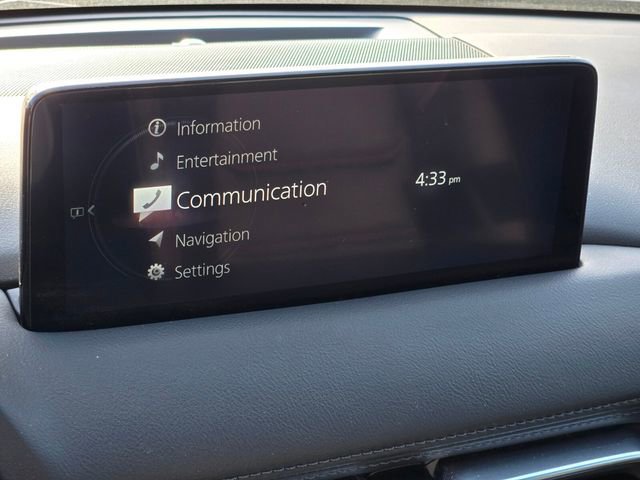 Information
Entertainment
Communication
4:33 pm
Navigation
Settings